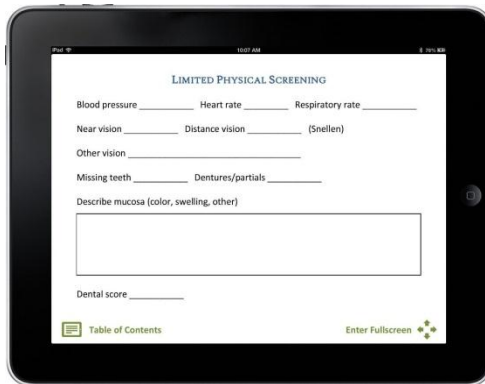 iPad 10:07 AM
LIMITED PHYSICAL SCREENING
Blood pressure __________ Heart rate ________ Respiratory rate __________
Near vision __________ Distance vision __________ (Snellen)
Other vision ________________________________
Missing teeth __________ Dentures/partials __________
Describe mucosa (color, swelling, other)
Dental score __________
Table of Contents Enter Fullscreen